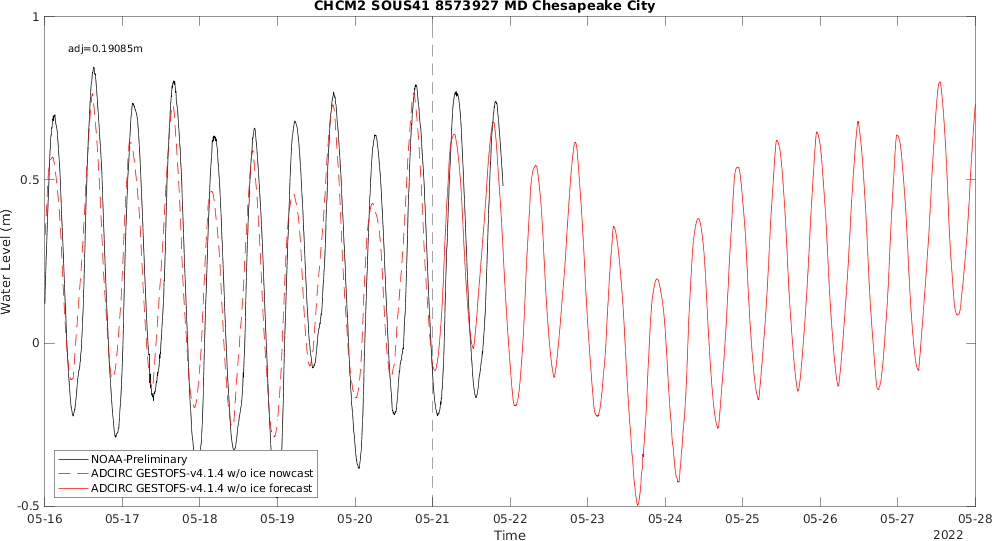 CHCM2 SOUS41 8573927 MD Chesapeake City
1
adj=0.19085m
0.5
Water Level (m)
0
NOAA-Preliminary
ADCIRC GESTOFS-v4.1.4 w/o ice nowcast
ADCIRC GESTOFS-v4.1.4 w/o ice forecast
-0.5
05-16 05-17 05-18 05-19 05-20 05-21 05-22 05-23 05-24 05-25 05-26 05-27 05-28
Time
2022